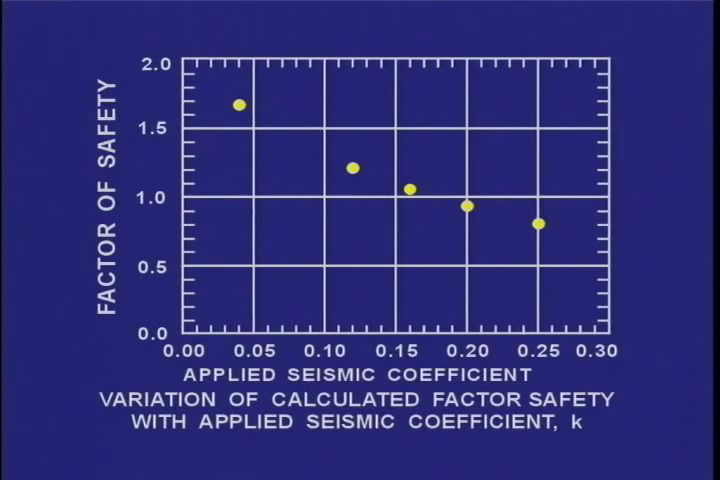 2.0
1.5
1.0
0.5
0.0
FACTOR OF SAFETY
0.00 0.05 0.10 0.15 0.20 0.25 0.30
APPLIED SEISMIC COEFFICIENT
VARIATION OF CALCULATED FACTOR SAFETY
WITH APPLIED SEISMIC COEFFICIENT, k